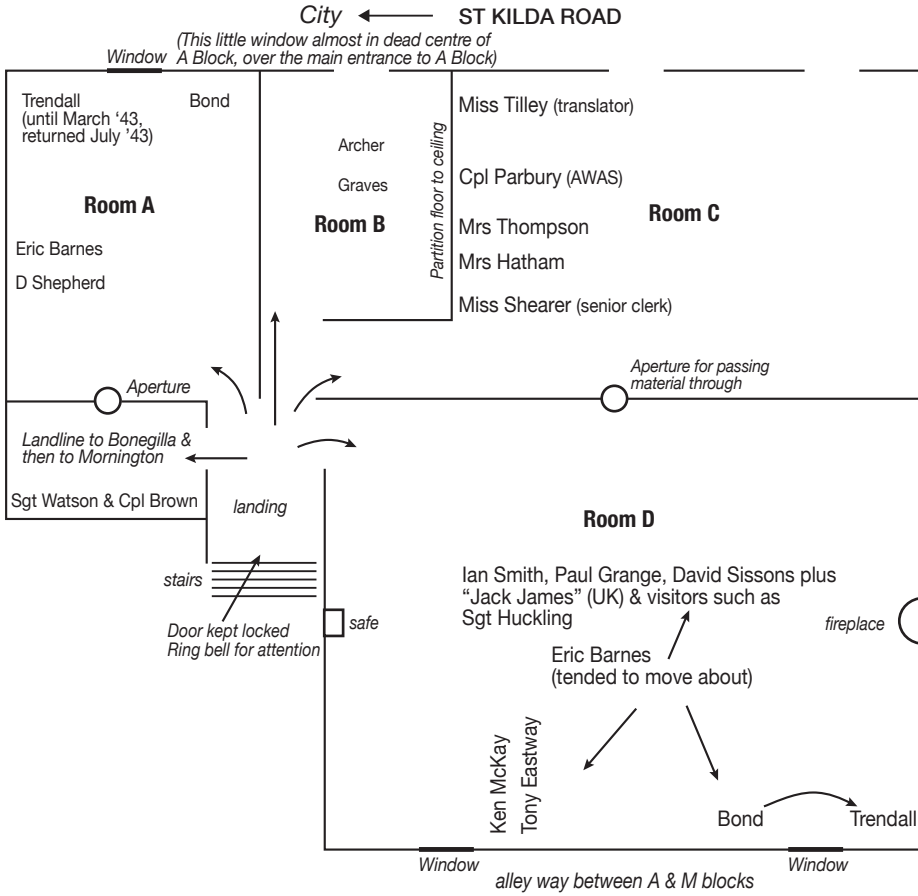 City ST KILDA ROAD
(This little window almost in dead centre of
A Block, over the main entrance to A Block)
Window
Trendall
(until March '43,
returned July '43)
Bond
Room A
Eric Barnes
D Shepherd
Archer
Graves
Room B
Partition floor to ceiling
Miss Tilley (translator)
Cpl Parbury (AWAS)
Mrs Thompson
Mrs Hatham
Miss Shearer (senior clerk)
Room C
Aperture
Aperture for passing
material through
Landline to Bonegilla &
then to Mornington
Sgt Watson & Cpl Brown
landing
stairs
Door kept locked
Ring bell for attention
safe
Room D
Ian Smith, Paul Grange, David Sissons plus
“Jack James” (UK) & visitors such as
Sgt Huckling
fireplace
Eric Barnes
(tended to move about)
Ken McKay
Tony Eastway
Bond
Trendall
Window
Window
alley way between A & M blocks